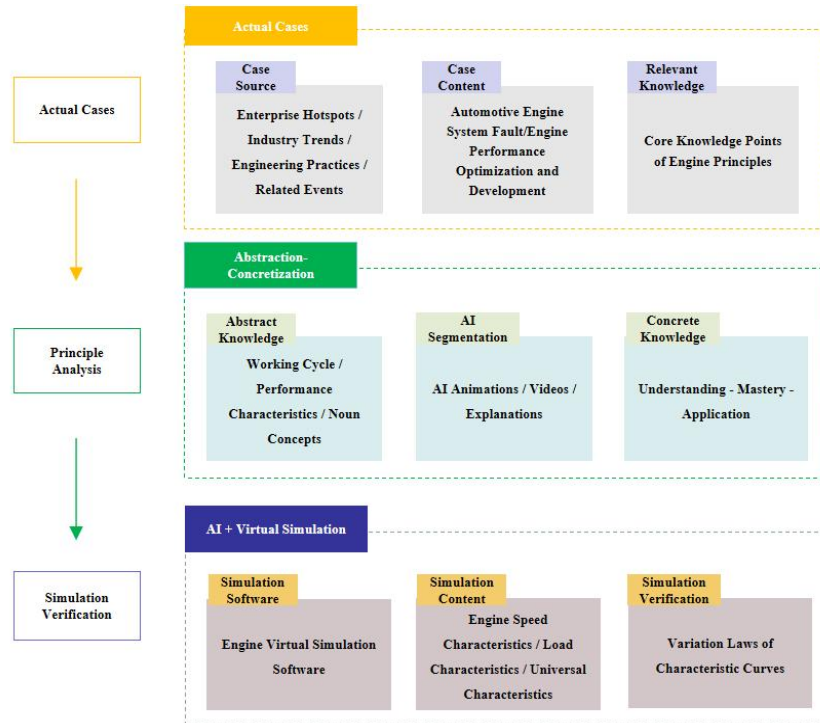 Actual Cases
Actual Cases
Case
Source
Enterprise Hotspots /
Industry Trends /
Engineering Practices /
Related Events
Case
Content
Automotive Engine
System Fault/Engine
Performance
Optimization and
Development
Relevant
Knowledge
Core Knowledge Points
of Engine Principles
Principle
Analysis
Abstraction-
Concretization
Abstract
Knowledge
Working Cycle /
Performance
Characteristics / Noun
Concepts
AI
Segmentation
AI Animations / Videos /
Explanations
Concrete
Knowledge
Understanding - Mastery -
Application
Simulation
Verification
AI + Virtual Simulation
Simulation
Software
Engine Virtual Simulation
Software
Simulation
Content
Engine Speed
Characteristics / Load
Characteristics / Universal
Characteristics
Simulation
Verification
Variation Laws of
Characteristic Curves